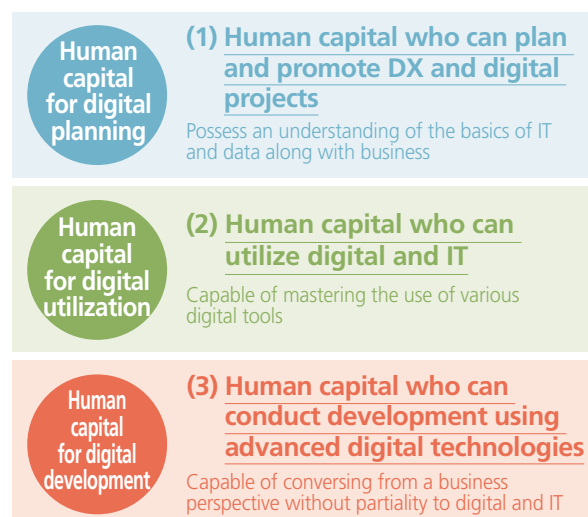 Human
capital
for digital
planning
(1) Human capital who can plan
and promote DX and digital
projects
Possess an understanding of the basics of IT
and data along with business
Human
capital
for digital
utilization
(2) Human capital who can
utilize digital and IT
Capable of mastering the use of various
digital tools
Human
capital
for digital
development
(3) Human capital who can
conduct development using
advanced digital technologies
Capable of conversing from a business
perspective without partiality to digital and IT